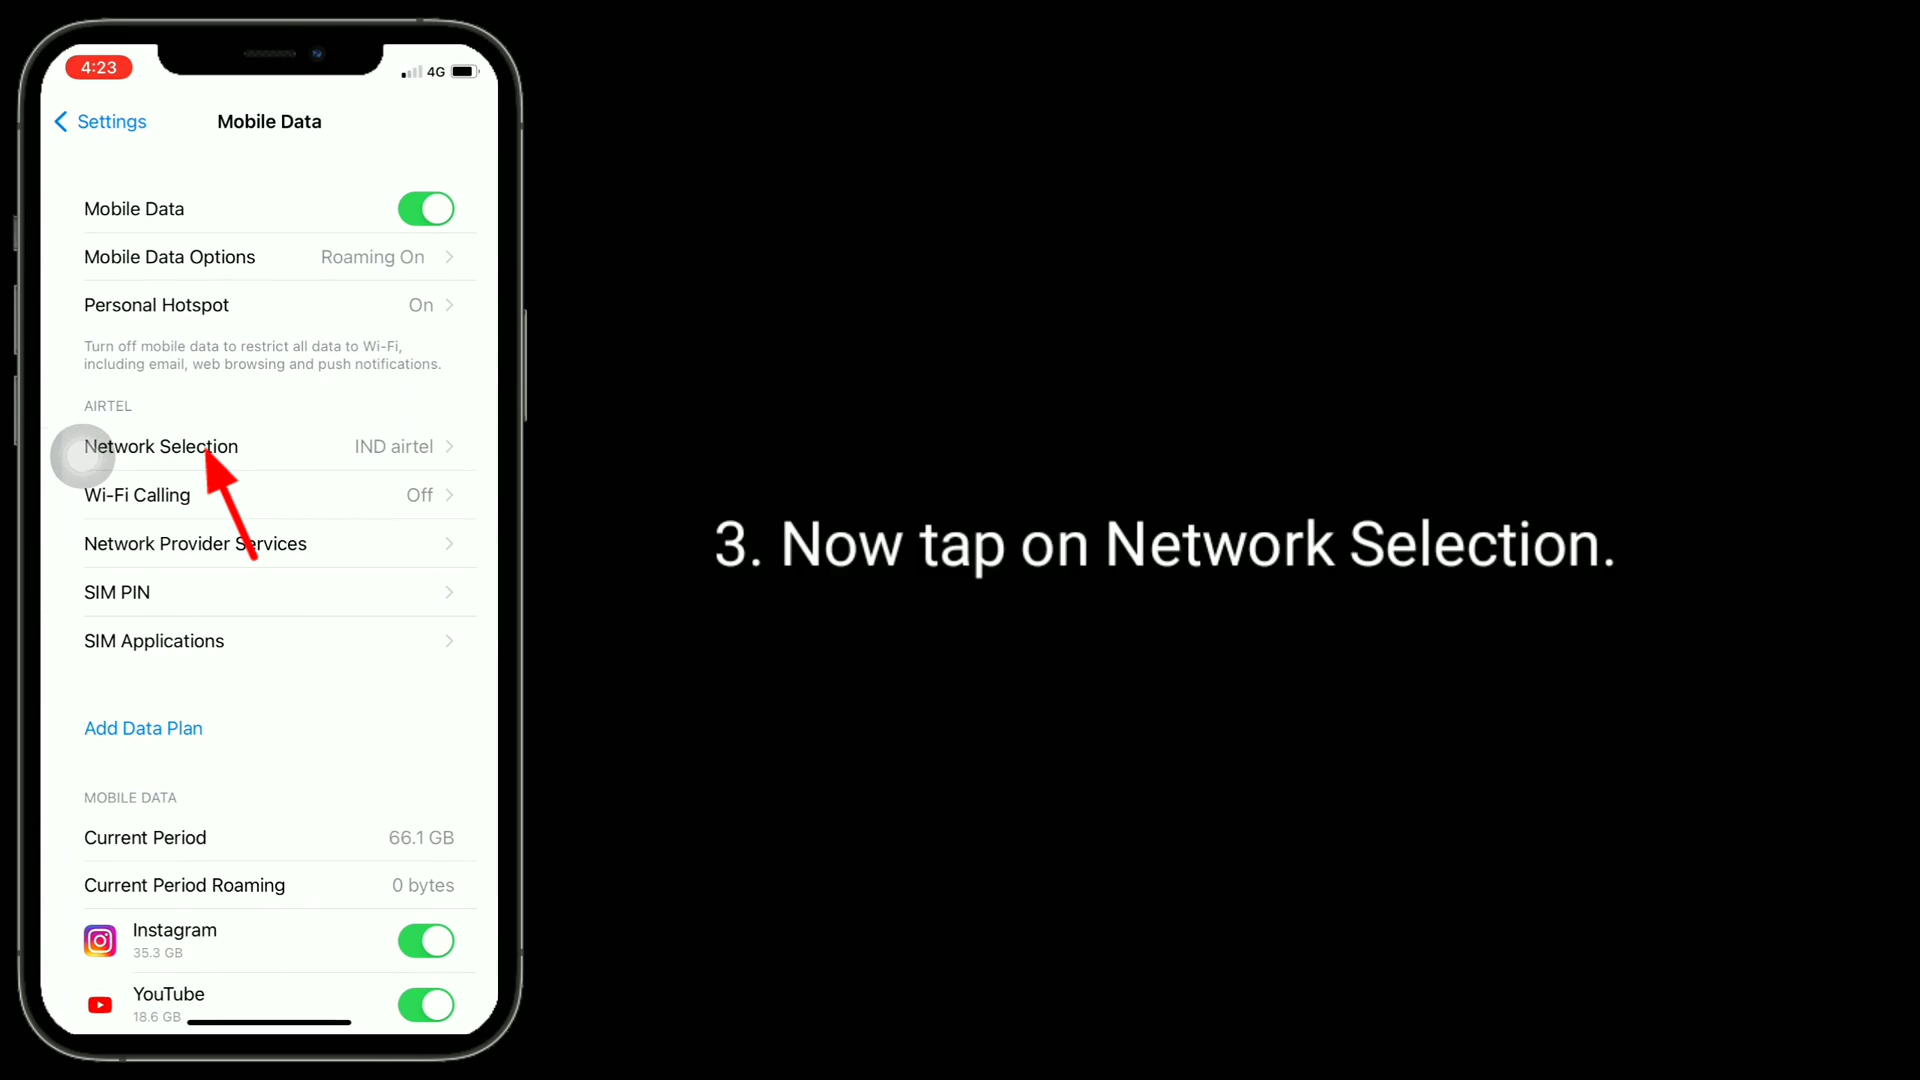 4:23
4G
Settings
Mobile Data
Mobile Data
Mobile Data Options Roaming On
Personal Hotspot On
Turn off mobile data to restrict all data to Wi-Fi,
including email, web browsing and push notifications.
AIRTEL
Network Selection IND airtel
Wi-Fi Calling Off
Network Provider Services
SIM PIN
SIM Applications
Add Data Plan
MOBILE DATA
Current Period 66.1 GB
Current Period Roaming 0 bytes
Instagram
35.3 GB
YouTube
18.6 GB
3. Now tap on Network Selection.